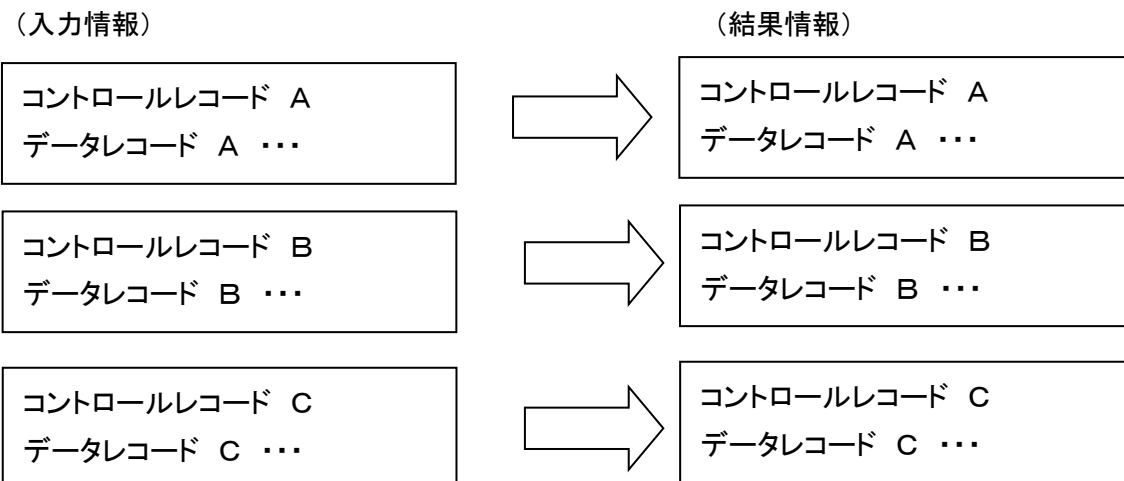 （入力情報） （結果情報）
コントロールレコード A
データレコード A ・・・
コントロールレコード A
データレコード A ・・・
コントロールレコード B
データレコード B ・・・
コントロールレコード B
データレコード B ・・・
コントロールレコード C
データレコード C ・・・
コントロールレコード C
データレコード C ・・・